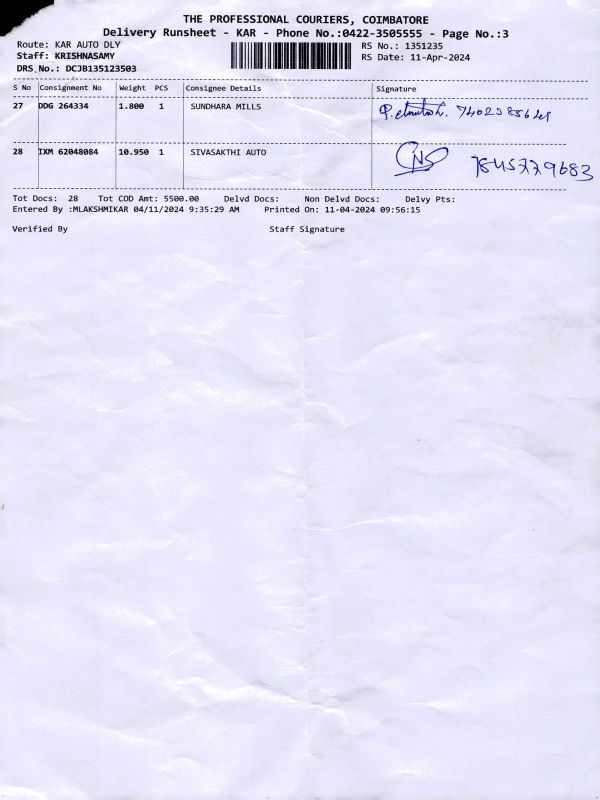 THE PROFESSIONAL COURIERS, COIMBATORE
Delivery Runsheet - KAR - Phone No.:0422-3505555 - Page No.:3
Route: KAR AUTO DLY
RS No.: 1351235
Staff: KRISHNASAMY
RS Date: 11-Apr-2024
DRS No.: DCJB135123503
S No Consignment No Weight PCS Consignee Details Signature
27 DDG 264334 1.800 1 SUNDHARA MILLS
28 IXM 62048084 10.950 1 SIVASAKTHI AUTO 7845779683
Tot Docs: 28 Tot COD Amt: 5500.00 Delvd Docs: Non Delvd Docs: Delvy Pts:
Entered By :MLAKSHMIKAR 04/11/2024 9:35:29 AM Printed On: 11-04-2024 09:56:15
Verified By Staff Signature